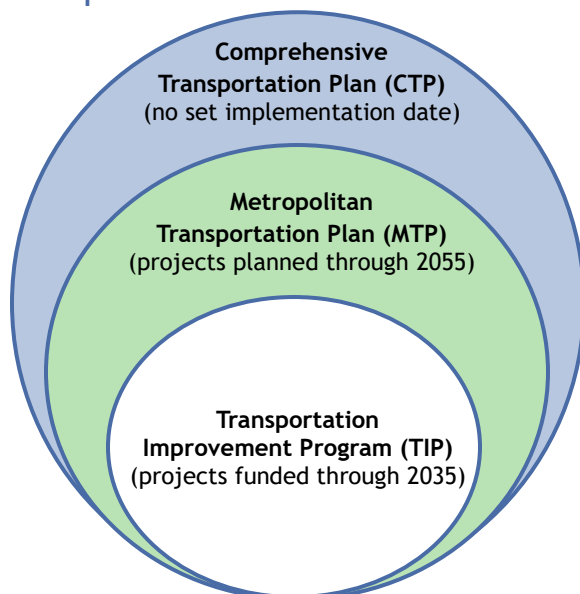 Comprehensive
Transportation Plan (CTP)
(no set implementation date)
Metropolitan
Transportation Plan (MTP)
(projects planned through 2055)
Transportation
Improvement Program (TIP)
(projects funded through 2035)